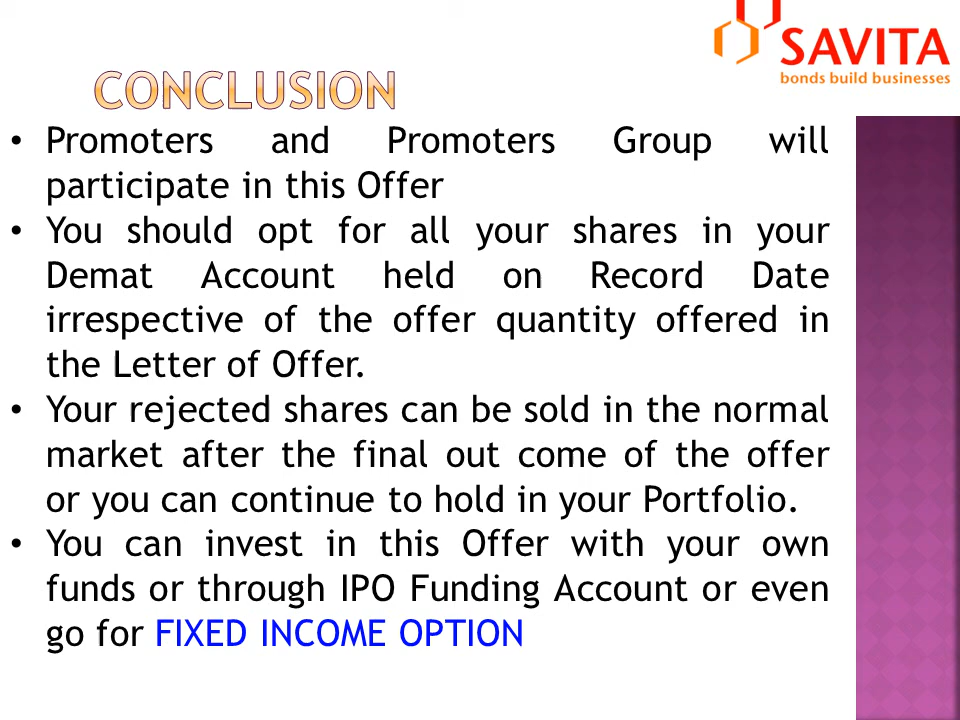 SAVITA
bonds build businesses
CONCLUSION
• Promoters and Promoters Group will
participate in this Offer
• You should opt for all your shares in your
Demat Account held on Record Date
irrespective of the offer quantity offered in
the Letter of Offer.
• Your rejected shares can be sold in the normal
market after the final out come of the offer
or you can continue to hold in your Portfolio.
• You can invest in this Offer with your own
funds or through IPO Funding Account or even
go for FIXED INCOME OPTION